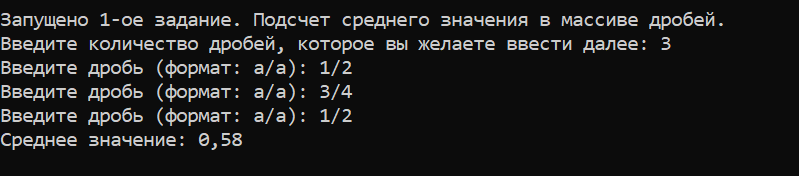 Запущено 1-ое задание. Подсчет среднего значения в массиве дробей.
Введите количество дробей, которое вы желаете ввести далее: 3
Введите дробь (формат: a/a): 1/2
Введите дробь (формат: a/a): 3/4
Введите дробь (формат: a/a): 1/2
Среднее значение: 0,58